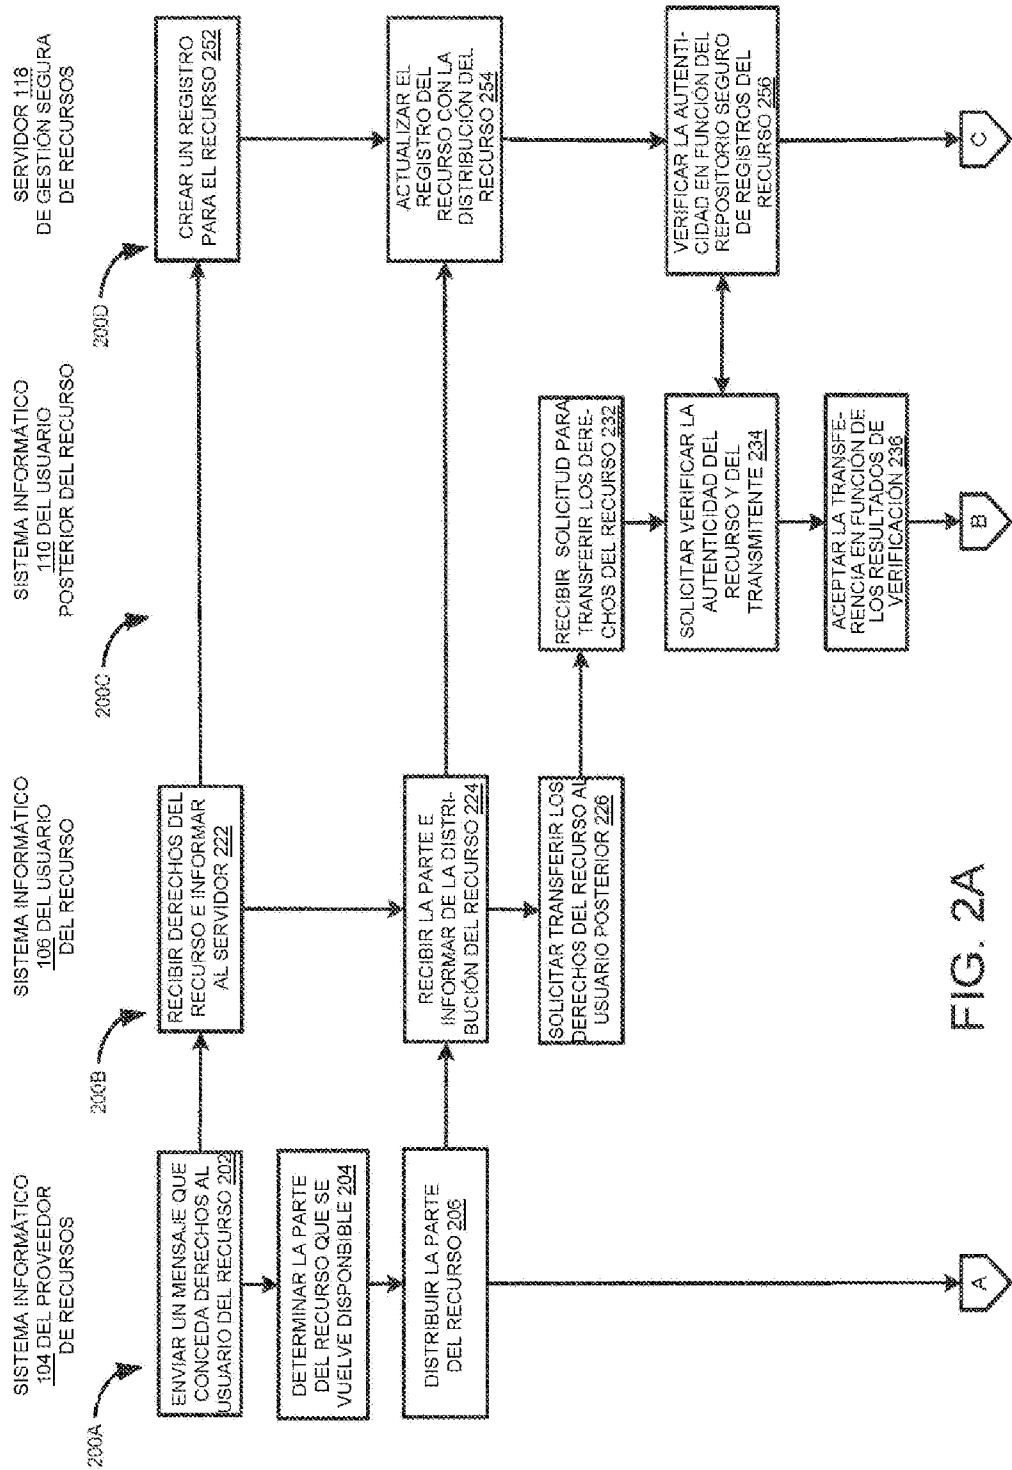 SISTEMA INFORMÁTICO
104 DEL PROVEEDOR
DE RECURSOS
SISTEMA INFORMÁTICO
106 DEL USUARIO
DEL RECURSO
SISTEMA INFORMÁTICO
110 DEL USUARIO
POSTERIOR DEL RECURSO
SERVIDOR 118
DE GESTIÓN SEGURA
DE RECURSOS
200A
200B
200C
200D
ENVIAR UN MENSAJE QUE
CONCEDA DERECHOS AL
USUARIO DEL RECURSO 202
RECIBIR DERECHOS DEL
RECURSO E INFORMAR
AL SERVIDOR 222
CREAR UN REGISTRO
PARA EL RECURSO 252
DETERMINAR LA PARTE
DEL RECURSO QUE SE
VUELVE DISPONBIBLE 204
DISTRIBUIR LA PARTE
DEL RECURSO 206
RECIBIR LA PARTE E
INFORMAR DE LA DISTRI-
BUCIÓN DEL RECURSO 224
ACTUALIZAR EL
REGISTRO DEL
RECURSO CON LA
DISTRIBUCIÓN DEL
RECURSO 254
SOLICITAR TRANSFERIR LOS
DERECHOS DEL RECURSO AL
USUARIO POSTERIOR 226
RECIBIR SOLICITUD PARA
TRANSFERIR LOS DERE-
CHOS DEL RECURSO 232
SOLICITAR VERIFICAR LA
AUTENTICIDAD DEL
RECURSO Y DEL
TRANSMITENTE 234
VERIFICAR LA AUTENTI-
CIDAD EN FUNCIÓN DEL
REPOSITORIO SEGURO
DE REGISTROS DEL
RECURSO 256
ACEPTAR LA TRANSFE-
RENCIA EN FUNCIÓN DE
LOS RESULTADOS DE
VERIFICACIÓN 236
A
B
C
FIG. 2A